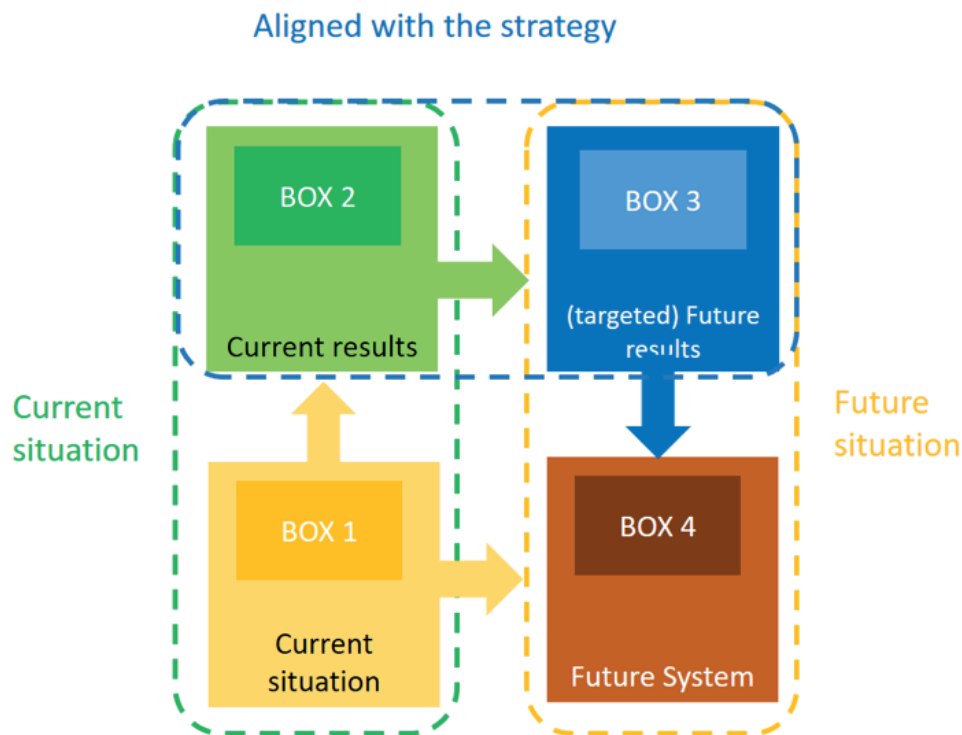 Aligned with the strategy
BOX 2
Current results
BOX 3
(targeted) Future
results
Current
situation
Future
situation
BOX 1
Current
situation
BOX 4
Future System